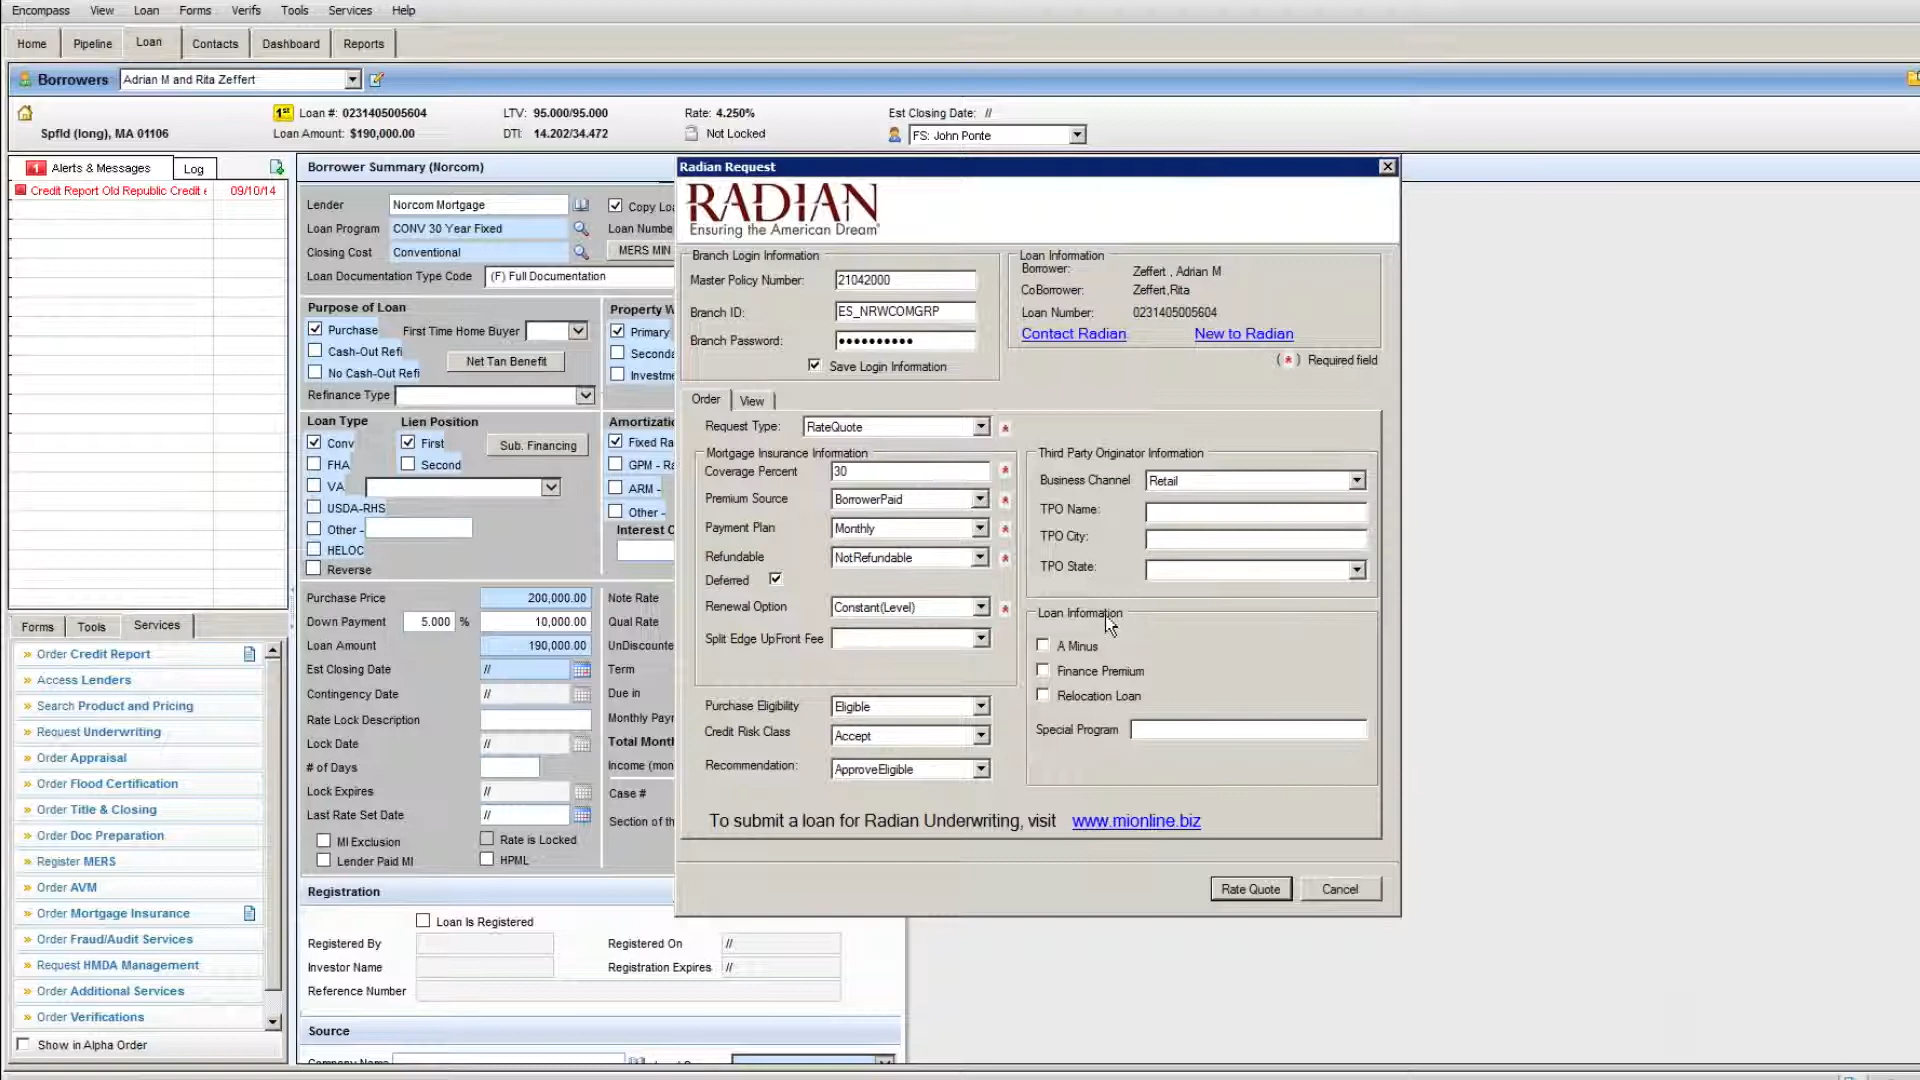 Encompass View Loan Forms Verifs Tools Services Help
Home Pipeline Loan Contacts Dashboard Reports
Borrowers Adrian M and Rita Zeffert
1st Loan #: 0231405005604 LTV: 95.000/95.000 Rate: 4.250% Est Closing Date: //
Spfld (long), MA 01106 Loan Amount: $190,000.00 DTI: 14.202/34.472 Not Locked FS: John Ponte
Alerts & Messages Log
Credit Report Old Republic Credit 09/10/14
Forms Tools Services
Order Credit Report
Access Lenders
Search Product and Pricing
Request Underwriting
Order Appraisal
Order Flood Certification
Order Title & Closing
Order Doc Preparation
Register MERS
Order AVM
Order Mortgage Insurance
Order Fraud/Audit Services
Request HMDA Management
Order Additional Services
Order Verifications
Show in Alpha Order
Borrower Summary (Norcom)
Lender Norcom Mortgage Copy Loa
Loan Program CONV 30 Year Fixed Loan Numbe
Closing Cost Conventional MERS MIN
Loan Documentation Type Code (F) Full Documentation
Purpose of Loan Property W
Purchase First Time Home Buyer Primary
Cash-Out Refi Net Tan Benefit Seconda
No Cash-Out Refi Investme
Refinance Type
Loan Type Lien Position Amortizatio
Conv First Sub. Financing Fixed Ra
FHA Second GPM - Ra
VA ARM -
USDA-RHS
Other - Other -
HELOC Interest C
Reverse
Purchase Price 200,000.00 Note Rate
Down Payment 5.000 % 10,000.00 Qual Rate
Loan Amount 190,000.00 UnDiscounte
Est Closing Date // Term
Contingency Date // Due in
Rate Lock Description Monthly Payr
Lock Date // Total Month
# of Days Income (mon
Lock Expires // Case #
Last Rate Set Date // Section of th
MI Exclusion Rate is Locked
Lender Paid MI HPML
Registration
Loan Is Registered
Registered By Registered On //
Investor Name Registration Expires //
Reference Number
Source
Company Name
Radian Request
RADIAN
Ensuring the American Dream®
Branch Login Information
Master Policy Number: 21042000
Branch ID: ES_NRWCOMGRP
Branch Password: ••••••••••
Save Login Information
Loan Information
Borrower: Zeffert , Adrian M
CoBorrower: Zeffert,Rita
Loan Number: 0231405005604
Contact Radian New to Radian
( * ) Required field
Order View
Request Type: RateQuote *
Mortgage Insurance Information
Coverage Percent 30 *
Premium Source BorrowerPaid *
Payment Plan Monthly *
Refundable NotRefundable *
Deferred
Renewal Option Constant(Level) *
Split Edge UpFront Fee
Purchase Eligibility Eligible
Credit Risk Class Accept
Recommendation: ApproveEligible
Third Party Originator Information
Business Channel Retail
TPO Name:
TPO City:
TPO State:
Loan Information
A Minus
Finance Premium
Relocation Loan
Special Program
To submit a loan for Radian Underwriting, visit www.mionline.biz
Rate Quote Cancel